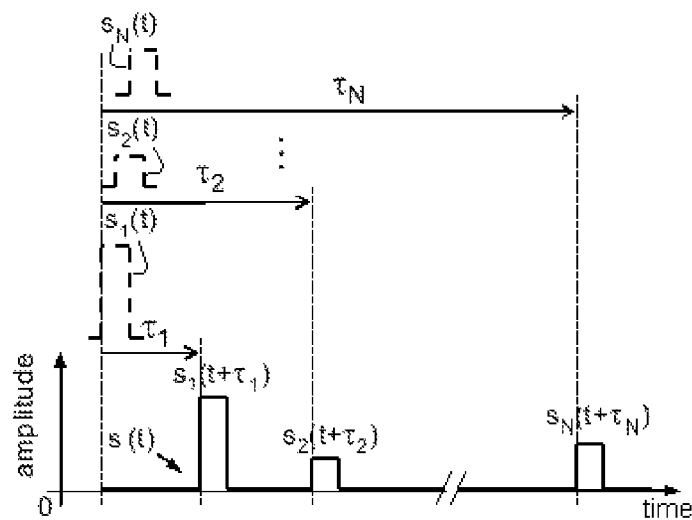 s_N(t)
τ_N
s_2(t)
⋮
τ_2
s_1(t)
τ_1
s_1(t+τ_1)
s_2(t+τ_2)
s_N(t+τ_N)
s(t)
amplitude
0
time